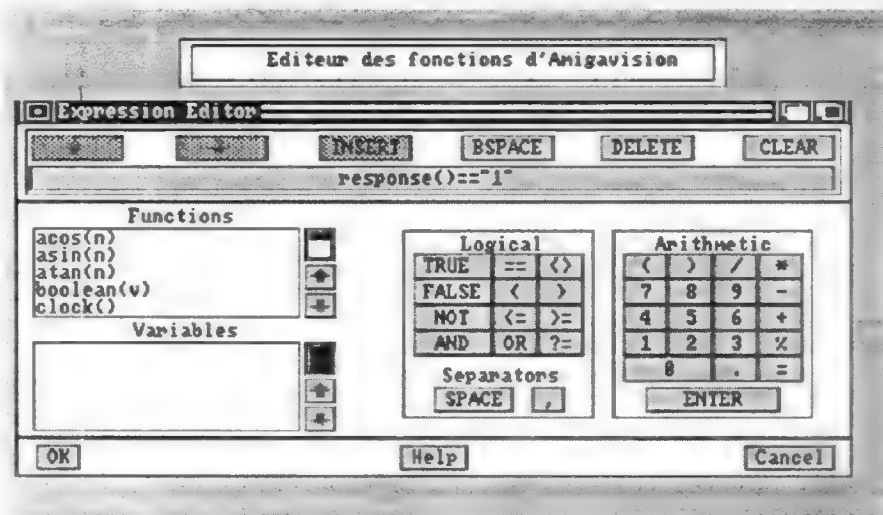 Editeur des fonctions d'Amigavision
Expression Editor
INSERT BSPACE DELETE CLEAR
response()=="1"
Functions
acos(n)
asin(n)
atan(n)
boolean(v)
clock()
Variables
Logical
TRUE == <>
FALSE < >
NOT <= >=
AND OR ?=
Separators
SPACE ,
Arithmetic
( ) / *
7 8 9 -
4 5 6 +
1 2 3 %
0 . =
ENTER
OK Help Cancel